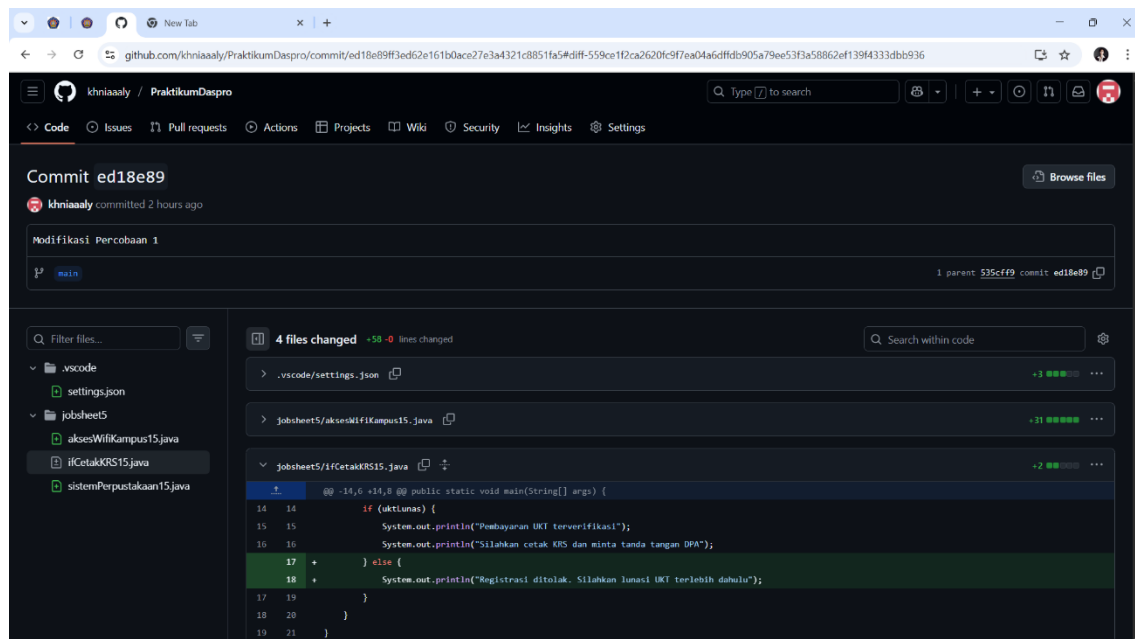 New Tab
github.com/khniaaaly/PraktikumDaspro/commit/ed18e89ff3ed62e161b0ace27e3a4321c8851fa5#diff-559ce1f2ca2620fc9f7ea04a6dffdb905a79ee53f3a58862ef139f4333dbb936
khniaaaly / PraktikumDaspro
Type / to search
Code Issues Pull requests Actions Projects Wiki Security Insights Settings
Commit ed18e89
Browse files
khniaaaly committed 2 hours ago
Modifikasi Percobaan 1
main
1 parent 535cff9 commit ed18e89
Filter files...
.vscode
settings.json
jobsheet5
aksesWifiKampus15.java
ifCetakKRS15.java
sistemPerpustakaan15.java
4 files changed +58 -0 lines changed
Search within code
.vscode/settings.json +3
jobsheet5/aksesWifiKampus15.java +31
jobsheet5/ifCetakKRS15.java +2
@@ -14,6 +14,8 @@ public static void main(String[] args) {
14 14 if (uktLunas) {
15 15 System.out.println("Pembayaran UKT terverifikasi");
16 16 System.out.println("Silahkan cetak KRS dan minta tanda tangan DPA");
17 + } else {
18 + System.out.println("Registrasi ditolak. Silahkan lunasi UKT terlebih dahulu");
17 19 }
18 20 }
19 21 }